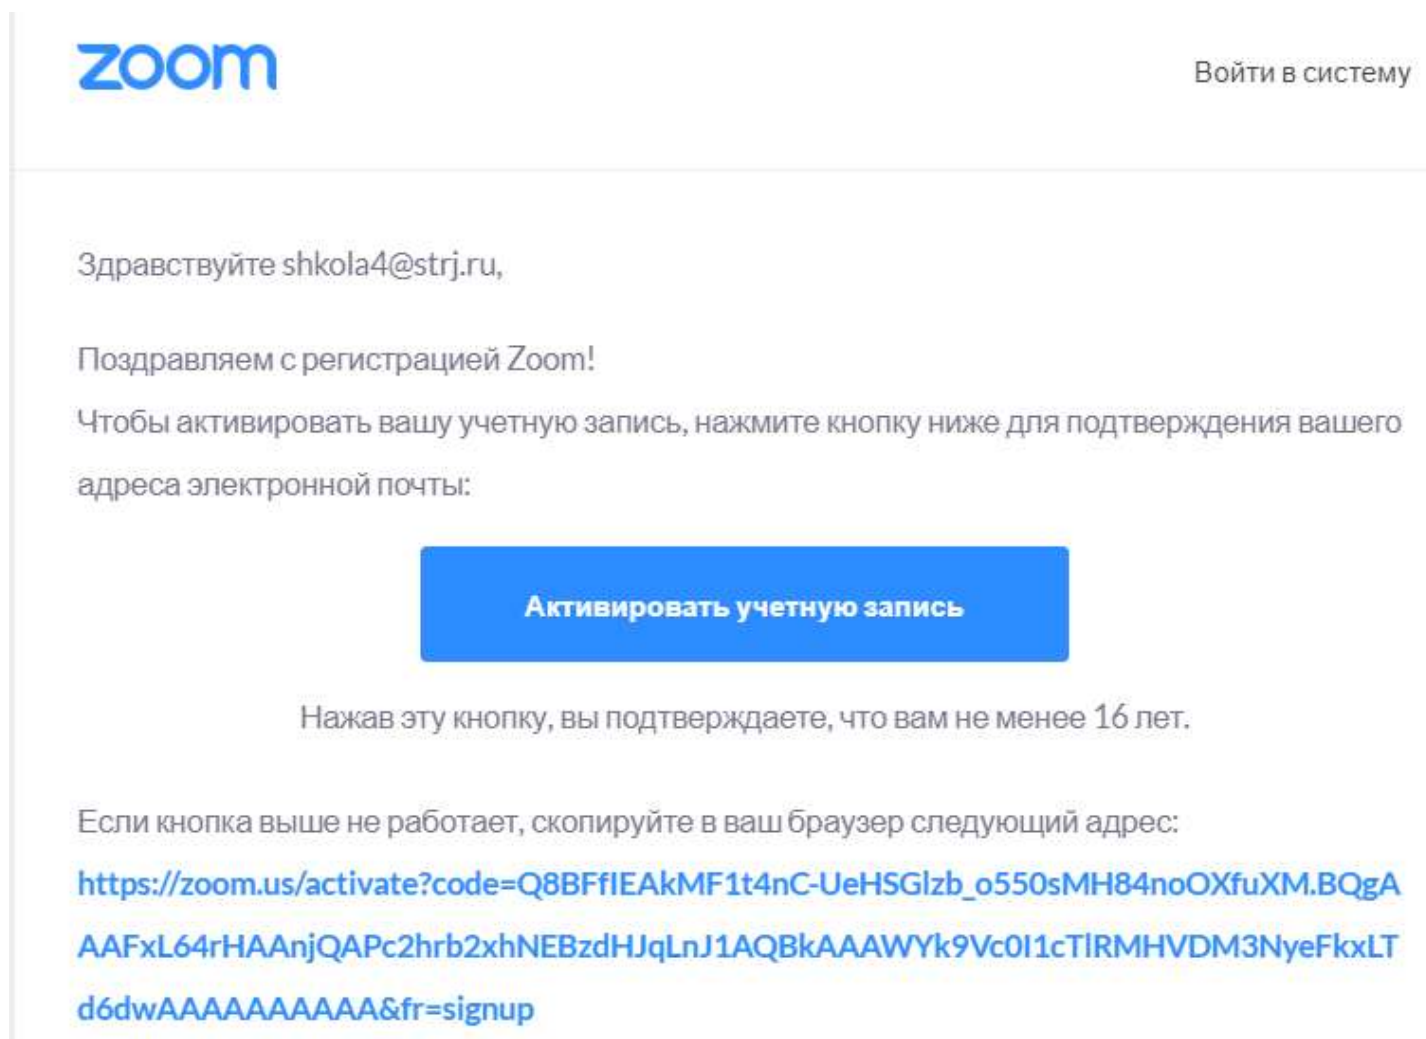 zoom
Войти в систему
Здравствуйте shkola4@strj.ru,
Поздравляем с регистрацией Zoom!
Чтобы активировать вашу учетную запись, нажмите кнопку ниже для подтверждения вашего
адреса электронной почты:
Активировать учетную запись
Нажав эту кнопку, вы подтверждаете, что вам не менее 16 лет.
Если кнопка выше не работает, скопируйте в ваш браузер следующий адрес:
https://zoom.us/activate?code=Q8BFfIEAkMF1t4nC-UeHSGlzb_o550sMH84noOXfuXM.BQgA
AAFxL64rHAAnjQAPc2hrb2xhNEBzdHJqLnJ1AQBkAAAWYk9Vc0I1cTlRMHVDM3NyeFkxLT
d6dwAAAAAAAAAA&fr=signup